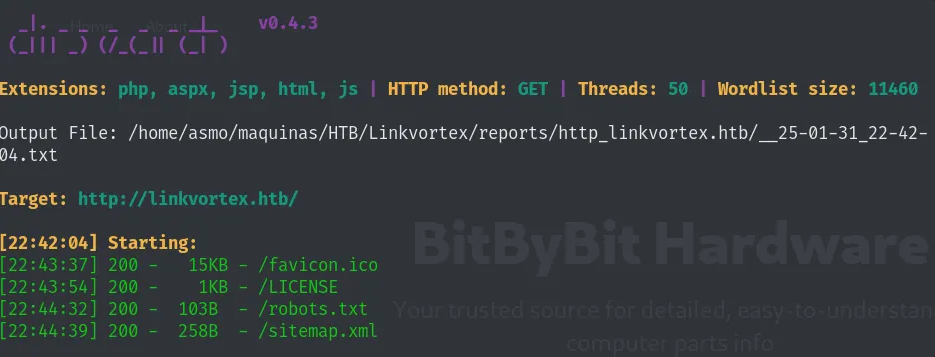 Home About
_|. _ _  _  _  _ _|_    v0.4.3
(_||| _) (/_(_|| (_| )
Extensions: php, aspx, jsp, html, js | HTTP method: GET | Threads: 50 | Wordlist size: 11460
Output File: /home/asmo/maquinas/HTB/Linkvortex/reports/http_linkvortex.htb/__25-01-31_22-42-
04.txt
Target: http://linkvortex.htb/
[22:42:04] Starting:
[22:43:37] 200 -   15KB - /favicon.ico
[22:43:54] 200 -    1KB - /LICENSE
[22:44:32] 200 -  103B  - /robots.txt
[22:44:39] 200 -  258B  - /sitemap.xml
BitByBit Hardware
Your trusted source for detailed, easy-to-understan
computer parts info